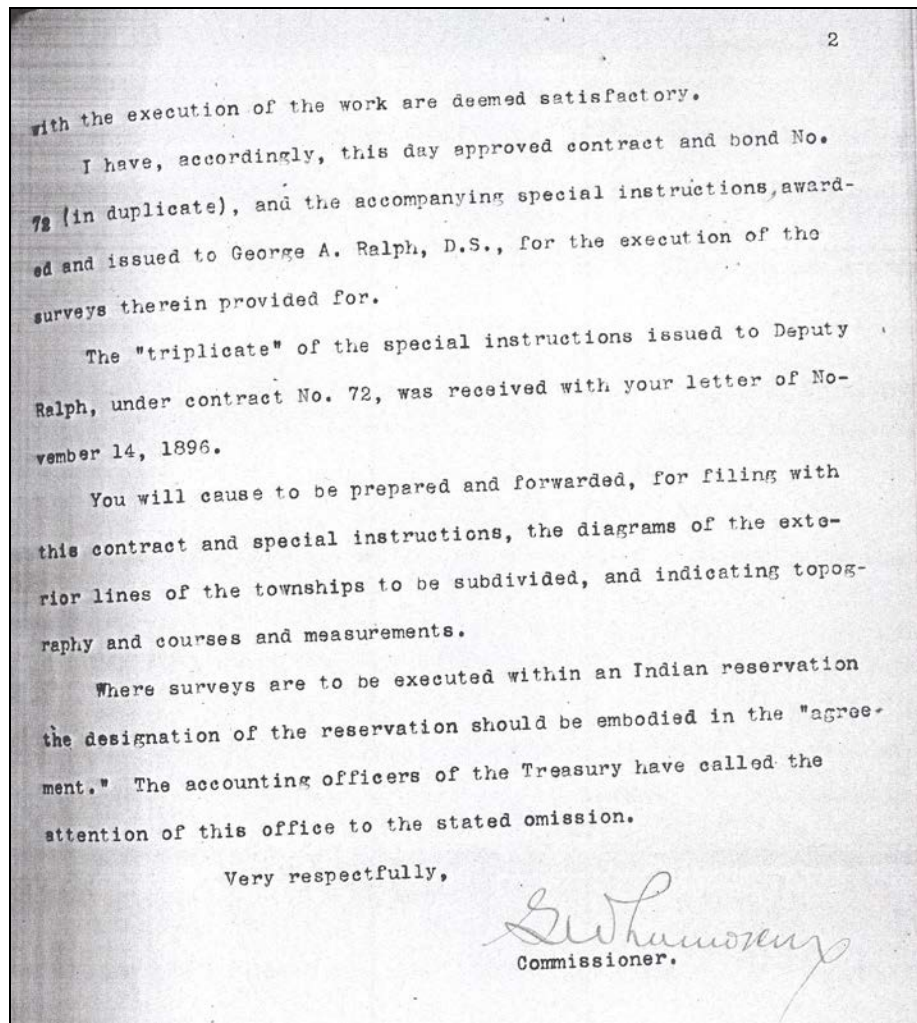 2
with the execution of the work are deemed satisfactory.
I have, accordingly, this day approved contract and bond No.
72 (in duplicate), and the accompanying special instructions, award-
ed and issued to George A. Ralph, D.S., for the execution of the
surveys therein provided for.
The "triplicate" of the special instructions issued to Deputy
Ralph, under contract No. 72, was received with your letter of No-
vember 14, 1896.
You will cause to be prepared and forwarded, for filing with
this contract and special instructions, the diagrams of the exte-
rior lines of the townships to be subdivided, and indicating topog-
raphy and courses and measurements.
Where surveys are to be executed within an Indian reservation
the designation of the reservation should be embodied in the "agree-
ment." The accounting officers of the Treasury have called the
attention of this office to the stated omission.
Very respectfully,
Commissioner.